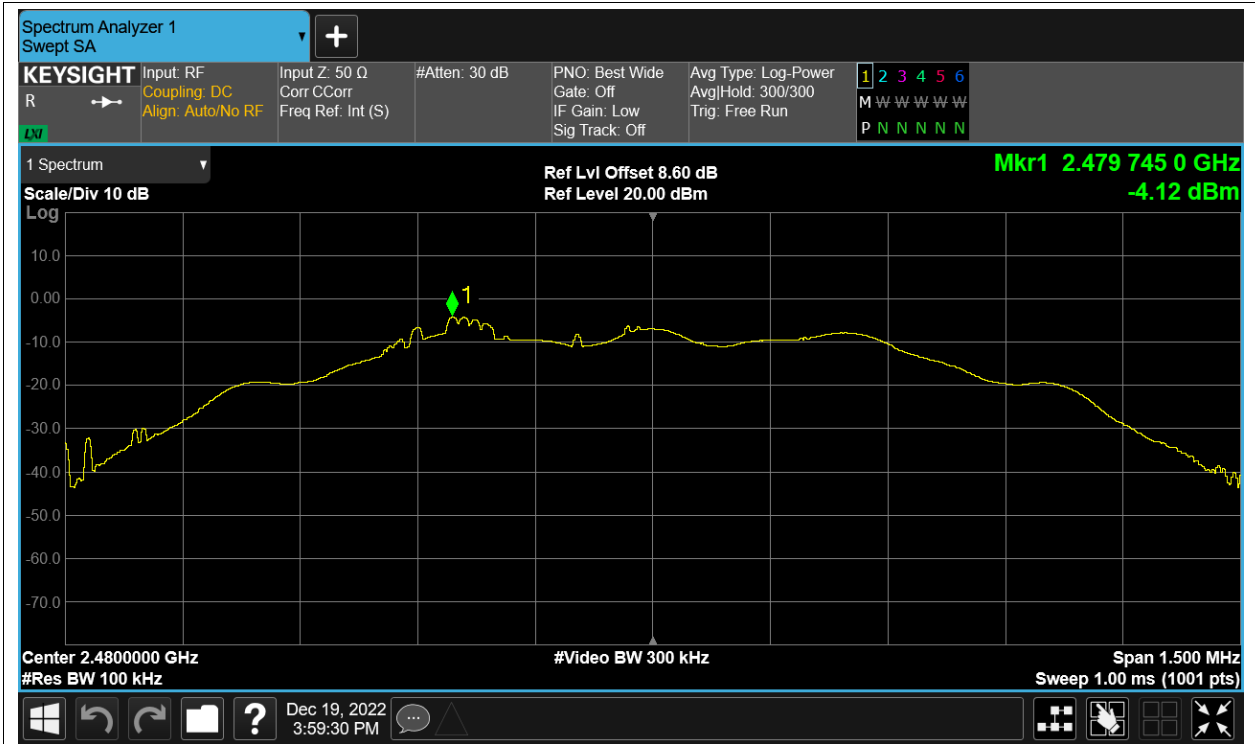 Spectrum Analyzer 1
Swept SA
KEYSIGHT
R
LXI
Input: RF
Coupling: DC
Align: Auto/No RF
Input Z: 50 Ω
Corr CCorr
Freq Ref: Int (S)
#Atten: 30 dB
PNO: Best Wide
Gate: Off
IF Gain: Low
Sig Track: Off
Avg Type: Log-Power
Avg|Hold: 300/300
Trig: Free Run
1 2 3 4 5 6
M W W W W W
P N N N N N
1 Spectrum
Scale/Div 10 dB
Log
Ref Lvl Offset 8.60 dB
Ref Level 20.00 dBm
Mkr1 2.479 745 0 GHz
-4.12 dBm
10.0
0.00
-10.0
-20.0
-30.0
-40.0
-50.0
-60.0
-70.0
1
Center 2.4800000 GHz
#Res BW 100 kHz
#Video BW 300 kHz
Span 1.500 MHz
Sweep 1.00 ms (1001 pts)
?
Dec 19, 2022
3:59:30 PM